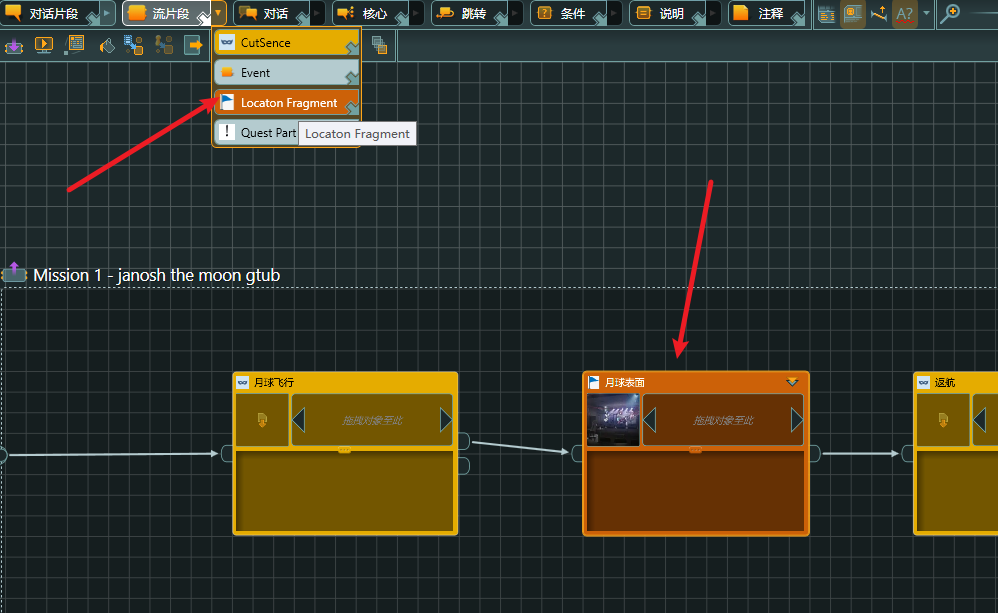 对话片段 流片段 对话 核心 跳转 条件 说明 注释 A?
CutSence
Event
Locaton Fragment
! Quest Part
Locaton Fragment
Mission 1 - janosh the moon gtub
月球飞行 月球表面 返航
拖拽对象至此 拖拽对象至此